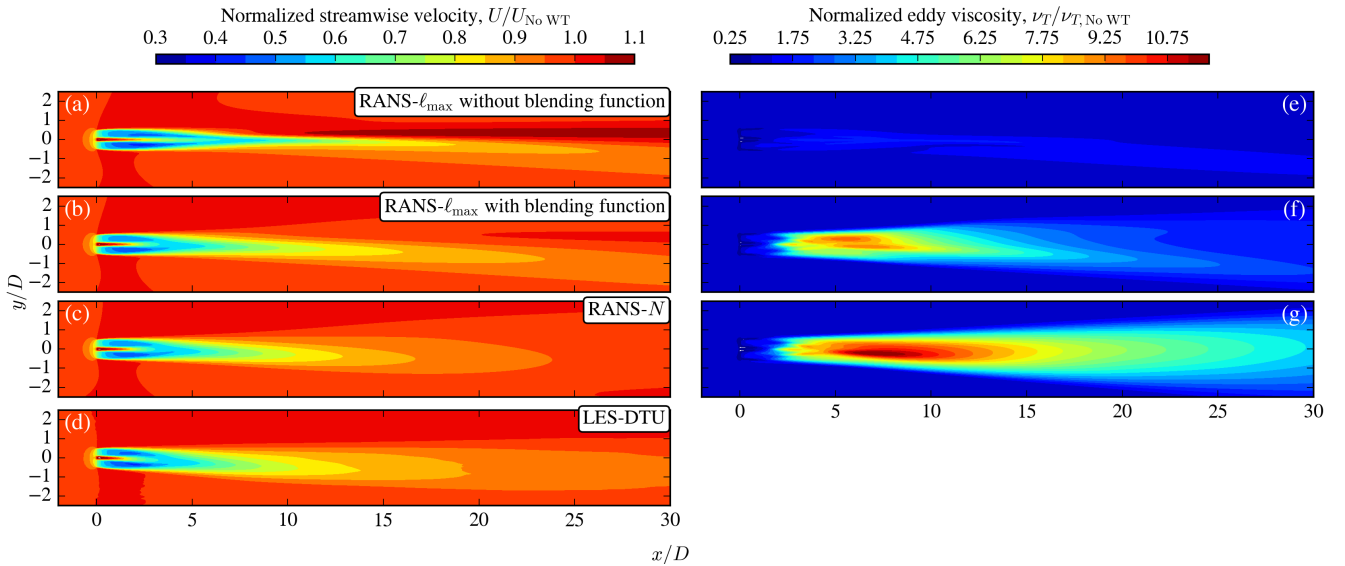 Normalized streamwise velocity, U/U_No WT
0.3 0.4 0.5 0.6 0.7 0.8 0.9 1.0 1.1
Normalized eddy viscosity, ν_T/ν_T, No WT
0.25 1.75 3.25 4.75 6.25 7.75 9.25 10.75
2
1
0
−1
−2
(a)
RANS-ℓ_max without blending function
(e)
2
1
0
−1
−2
(b)
RANS-ℓ_max with blending function
(f)
y/D
2
1
0
−1
−2
(c)
RANS-N
(g)
0 5 10 15 20 25 30
2
1
0
−1
−2
(d)
LES-DTU
0 5 10 15 20 25 30
x/D